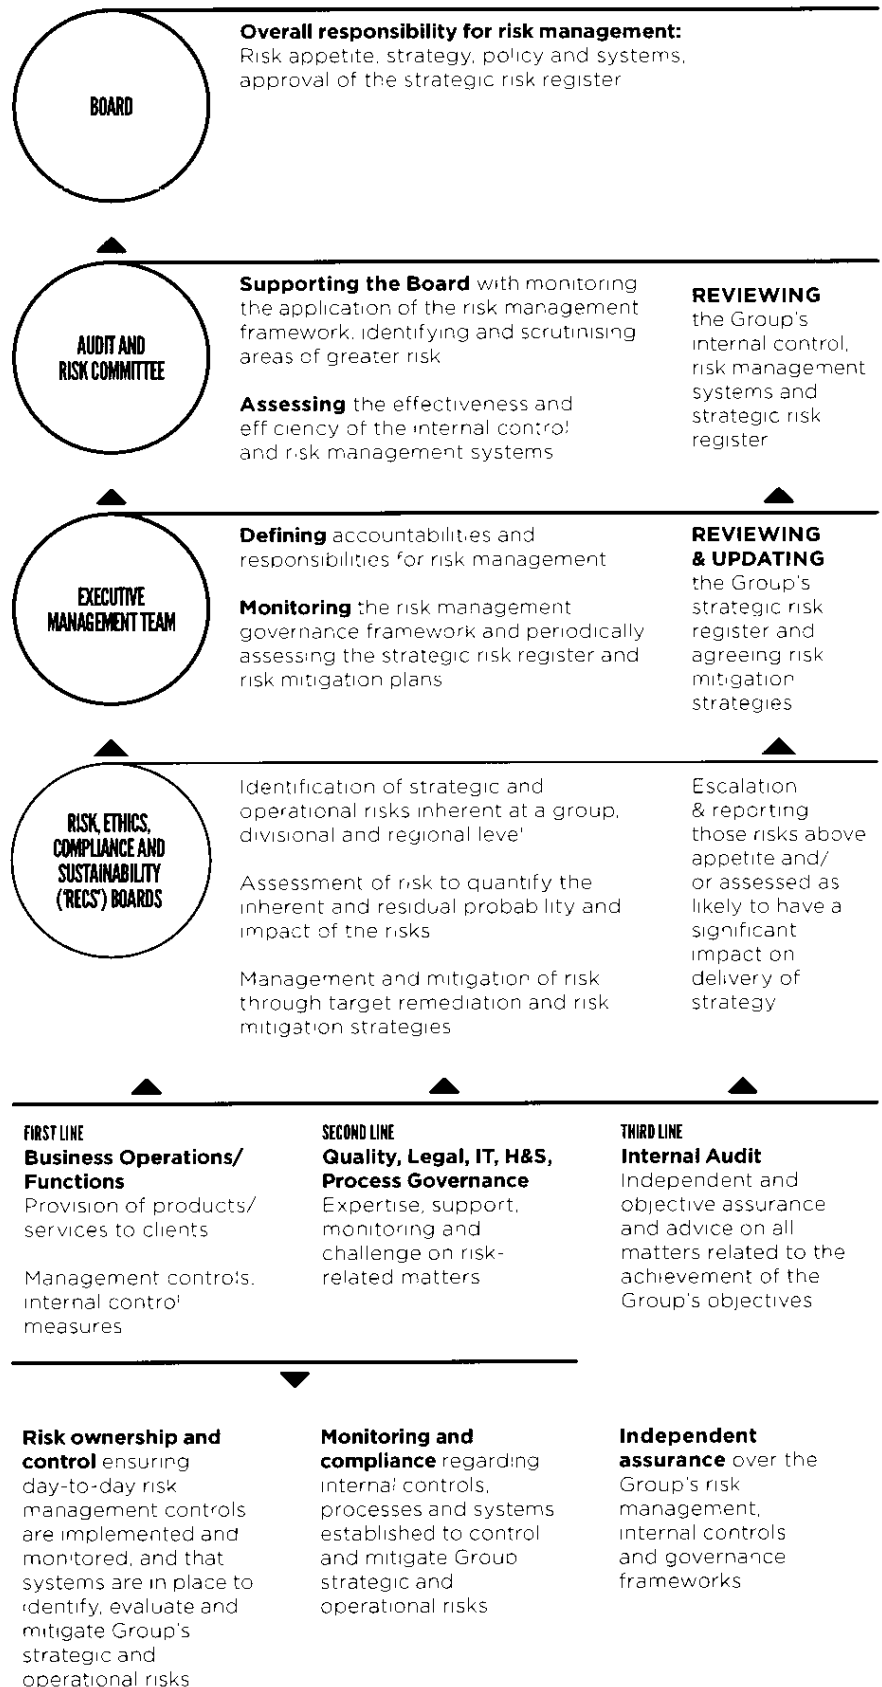 BOARD
Overall responsibility for risk management:
Risk appetite, strategy, policy and systems,
approval of the strategic risk register
AUDIT AND
RISK COMMITTEE
Supporting the Board with monitoring
the application of the risk management
framework, identifying and scrutinising
areas of greater risk
Assessing the effectiveness and
efficiency of the internal control
and risk management systems
REVIEWING
the Group's
internal control,
risk management
systems and
strategic risk
register
EXECUTIVE
MANAGEMENT TEAM
Defining accountabilities and
responsibilities for risk management
Monitoring the risk management
governance framework and periodically
assessing the strategic risk register and
risk mitigation plans
REVIEWING
& UPDATING
the Group's
strategic risk
register and
agreeing risk
mitigation
strategies
RISK, ETHICS,
COMPLIANCE AND
SUSTAINABILITY
('RECS') BOARDS
Identification of strategic and
operational risks inherent at a group,
divisional and regional level
Assessment of risk to quantify the
inherent and residual probability and
impact of the risks
Management and mitigation of risk
through target remediation and risk
mitigation strategies
Escalation
& reporting
those risks above
appetite and/
or assessed as
likely to have a
significant
impact on
delivery of
strategy
FIRST LINE
Business Operations/
Functions
Provision of products/
services to clients
Management controls,
internal control
measures
SECOND LINE
Quality, Legal, IT, H&S,
Process Governance
Expertise, support,
monitoring and
challenge on risk-
related matters
THIRD LINE
Internal Audit
Independent and
objective assurance
and advice on all
matters related to the
achievement of the
Group's objectives
Risk ownership and
control ensuring
day-to-day risk
management controls
are implemented and
monitored, and that
systems are in place to
identify, evaluate and
mitigate Group's
strategic and
operational risks
Monitoring and
compliance regarding
internal controls,
processes and systems
established to control
and mitigate Group
strategic and
operational risks
Independent
assurance over the
Group's risk
management,
internal controls
and governance
frameworks